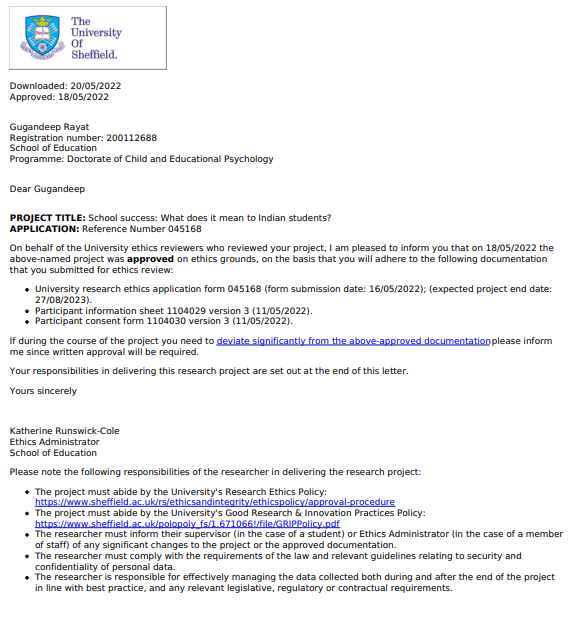 The
University
Of
Sheffield.
Downloaded: 20/05/2022
Approved: 18/05/2022
Gugandeep Rayat
Registration number: 200112688
School of Education
Programme: Doctorate of Child and Educational Psychology
Dear Gugandeep
PROJECT TITLE: School success: What does it mean to Indian students?
APPLICATION: Reference Number 045168
On behalf of the University ethics reviewers who reviewed your project, I am pleased to inform you that on 18/05/2022 the
above-named project was approved on ethics grounds, on the basis that you will adhere to the following documentation
that you submitted for ethics review:
• University research ethics application form 045168 (form submission date: 16/05/2022); (expected project end date:
27/08/2023).
• Participant information sheet 1104029 version 3 (11/05/2022).
• Participant consent form 1104030 version 3 (11/05/2022).
If during the course of the project you need to deviate significantly from the above-approved documentation please inform
me since written approval will be required.
Your responsibilities in delivering this research project are set out at the end of this letter.
Yours sincerely
Katherine Runswick-Cole
Ethics Administrator
School of Education
Please note the following responsibilities of the researcher in delivering the research project:
• The project must abide by the University's Research Ethics Policy:
https://www.sheffield.ac.uk/rs/ethicsandintegrity/ethicspolicy/approval-procedure
• The project must abide by the University's Good Research & Innovation Practices Policy:
https://www.sheffield.ac.uk/polopoly_fs/1.671066!/file/GRIPPolicy.pdf
• The researcher must inform their supervisor (in the case of a student) or Ethics Administrator (in the case of a member
of staff) of any significant changes to the project or the approved documentation.
• The researcher must comply with the requirements of the law and relevant guidelines relating to security and
confidentiality of personal data.
• The researcher is responsible for effectively managing the data collected both during and after the end of the project
in line with best practice, and any relevant legislative, regulatory or contractual requirements.